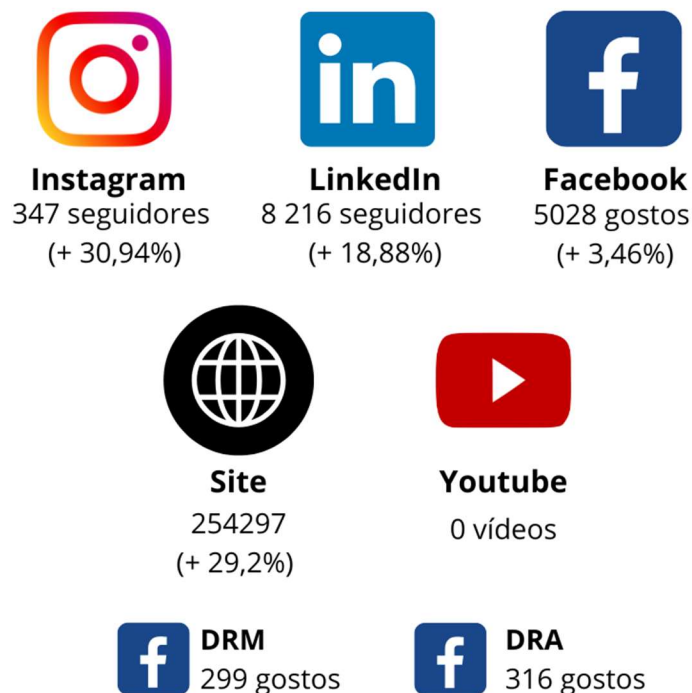 Instagram
347 seguidores
(+ 30,94%)
LinkedIn
8 216 seguidores
(+ 18,88%)
Facebook
5028 gostos
(+ 3,46%)
Site
254297
(+ 29,2%)
Youtube
0 vídeos
DRM
299 gostos
DRA
316 gostos